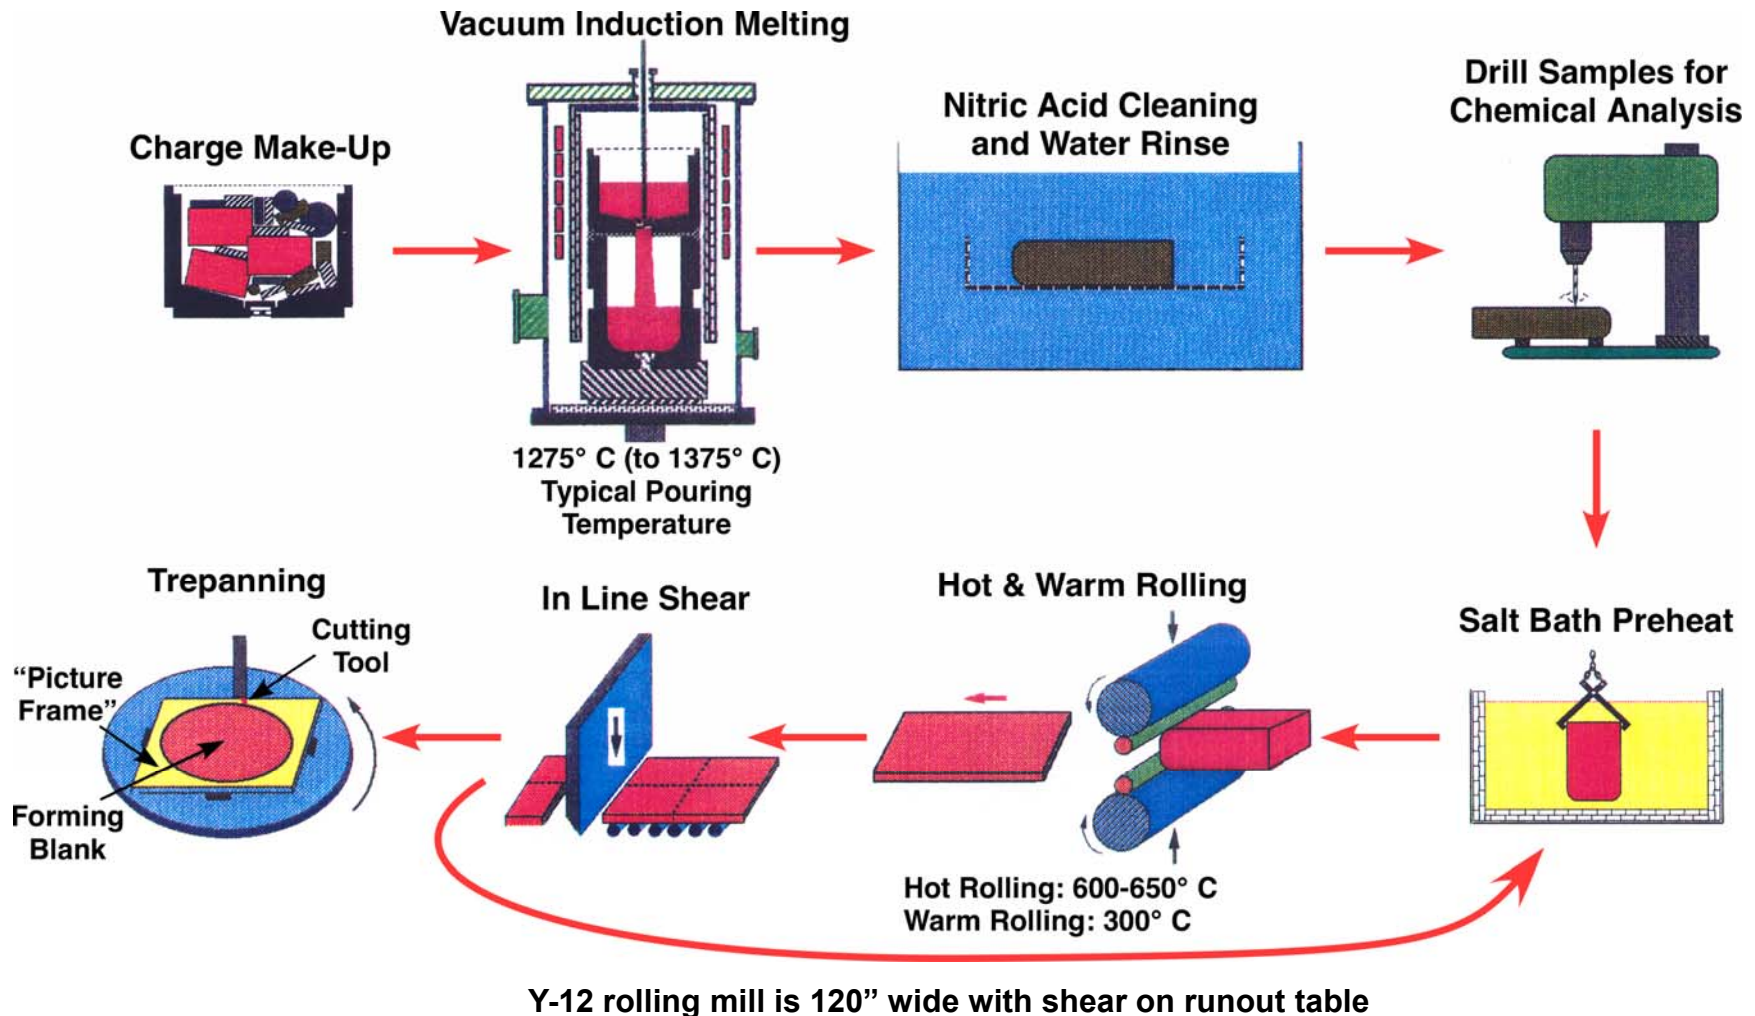 Vacuum Induction Melting
Charge Make-Up
Nitric Acid Cleaning
and Water Rinse
Drill Samples for
Chemical Analysis
1275° C (to 1375° C)
Typical Pouring
Temperature
Trepanning
Cutting
Tool
“Picture
Frame”
Forming
Blank
In Line Shear
Hot & Warm Rolling
Salt Bath Preheat
Hot Rolling: 600-650° C
Warm Rolling: 300° C
Y-12 rolling mill is 120” wide with shear on runout table